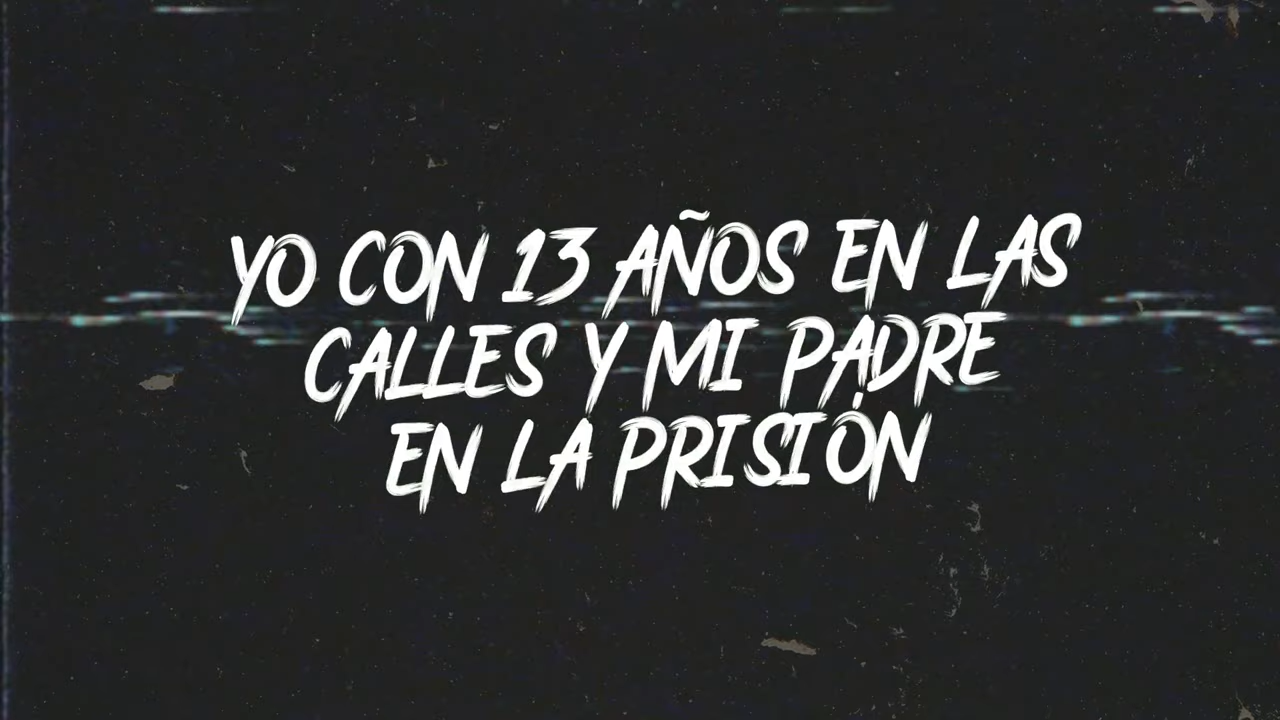 YO CON 13 AÑOS EN LAS
CALLES Y MI PADRE
EN LA PRISIÓN